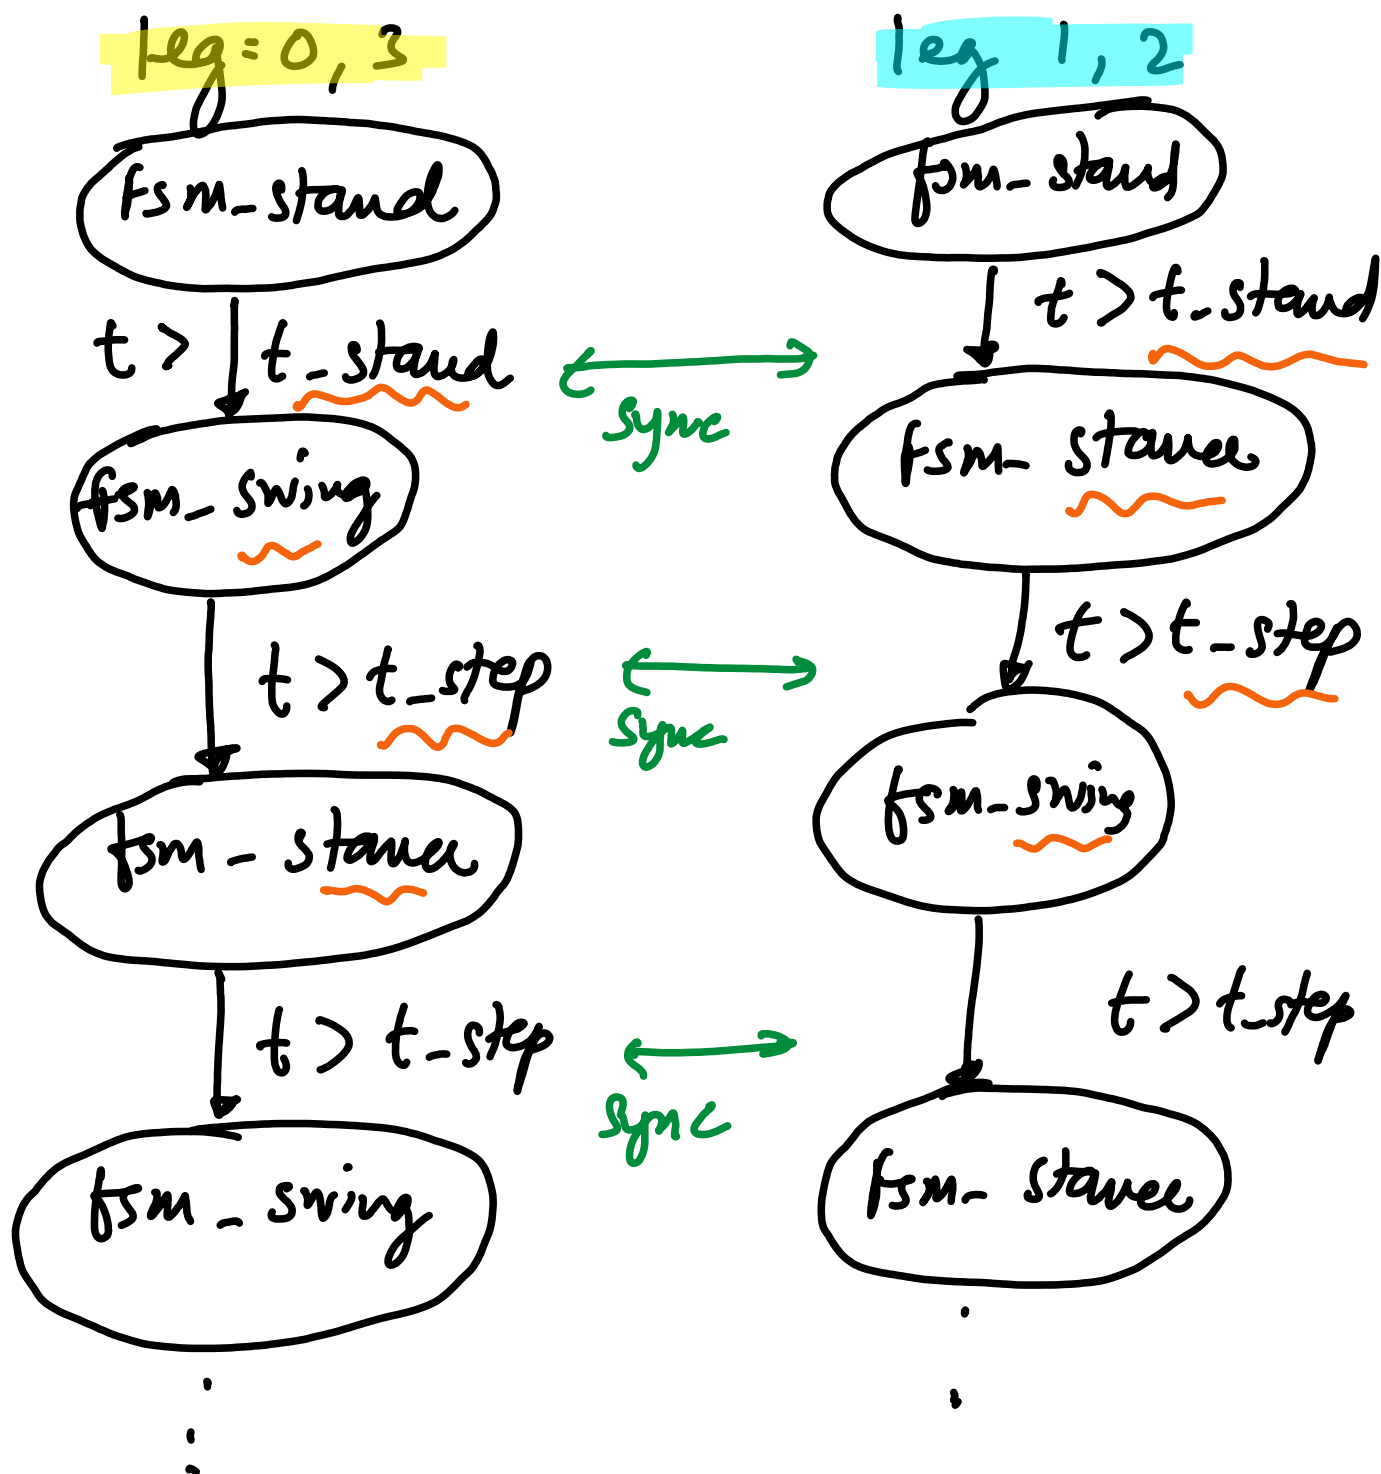 leg = 0, 3
leg 1, 2
fsm_stand
fsm_stand
t > t_stand
t > t_stand
sync
fsm_swing
fsm_stance
t > t_step
t > t_step
sync
fsm_stance
fsm_swing
t > t_step
t > t_step
sync
fsm_swing
fsm_stance